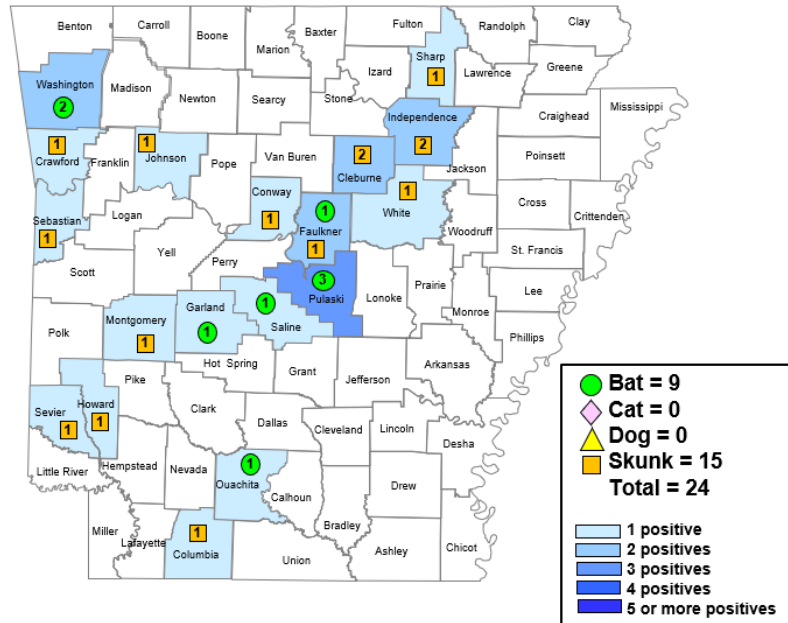 Benton
Carroll
Boone
Marion
Baxter
Fulton
Randolph
Clay
Sharp
1
Izard
Lawrence
Greene
Washington
2
Madison
Newton
Searcy
Stone
Independence
2
Craighead
Mississippi
1
Crawford
Franklin
1
Johnson
Pope
Van Buren
2
Cleburne
Jackson
Poinsett
Conway
1
1
White
Cross
Crittenden
Sebastian
1
Logan
1
Faulkner
1
Woodruff
St. Francis
Scott
Yell
Perry
3
Pulaski
Lonoke
Prairie
Lee
Monroe
Phillips
Polk
Montgomery
1
Garland
1
1
Saline
Hot Spring
Grant
Jefferson
Arkansas
Sevier
1
Howard
1
Pike
Clark
Dallas
Cleveland
Lincoln
Desha
Little River
Hempstead
Nevada
1
Ouachita
Calhoun
Drew
Miller
Lafayette
1
Columbia
Union
Bradley
Ashley
Chicot
Bat = 9
Cat = 0
Dog = 0
Skunk = 15
Total = 24
1 positive
2 positives
3 positives
4 positives
5 or more positives